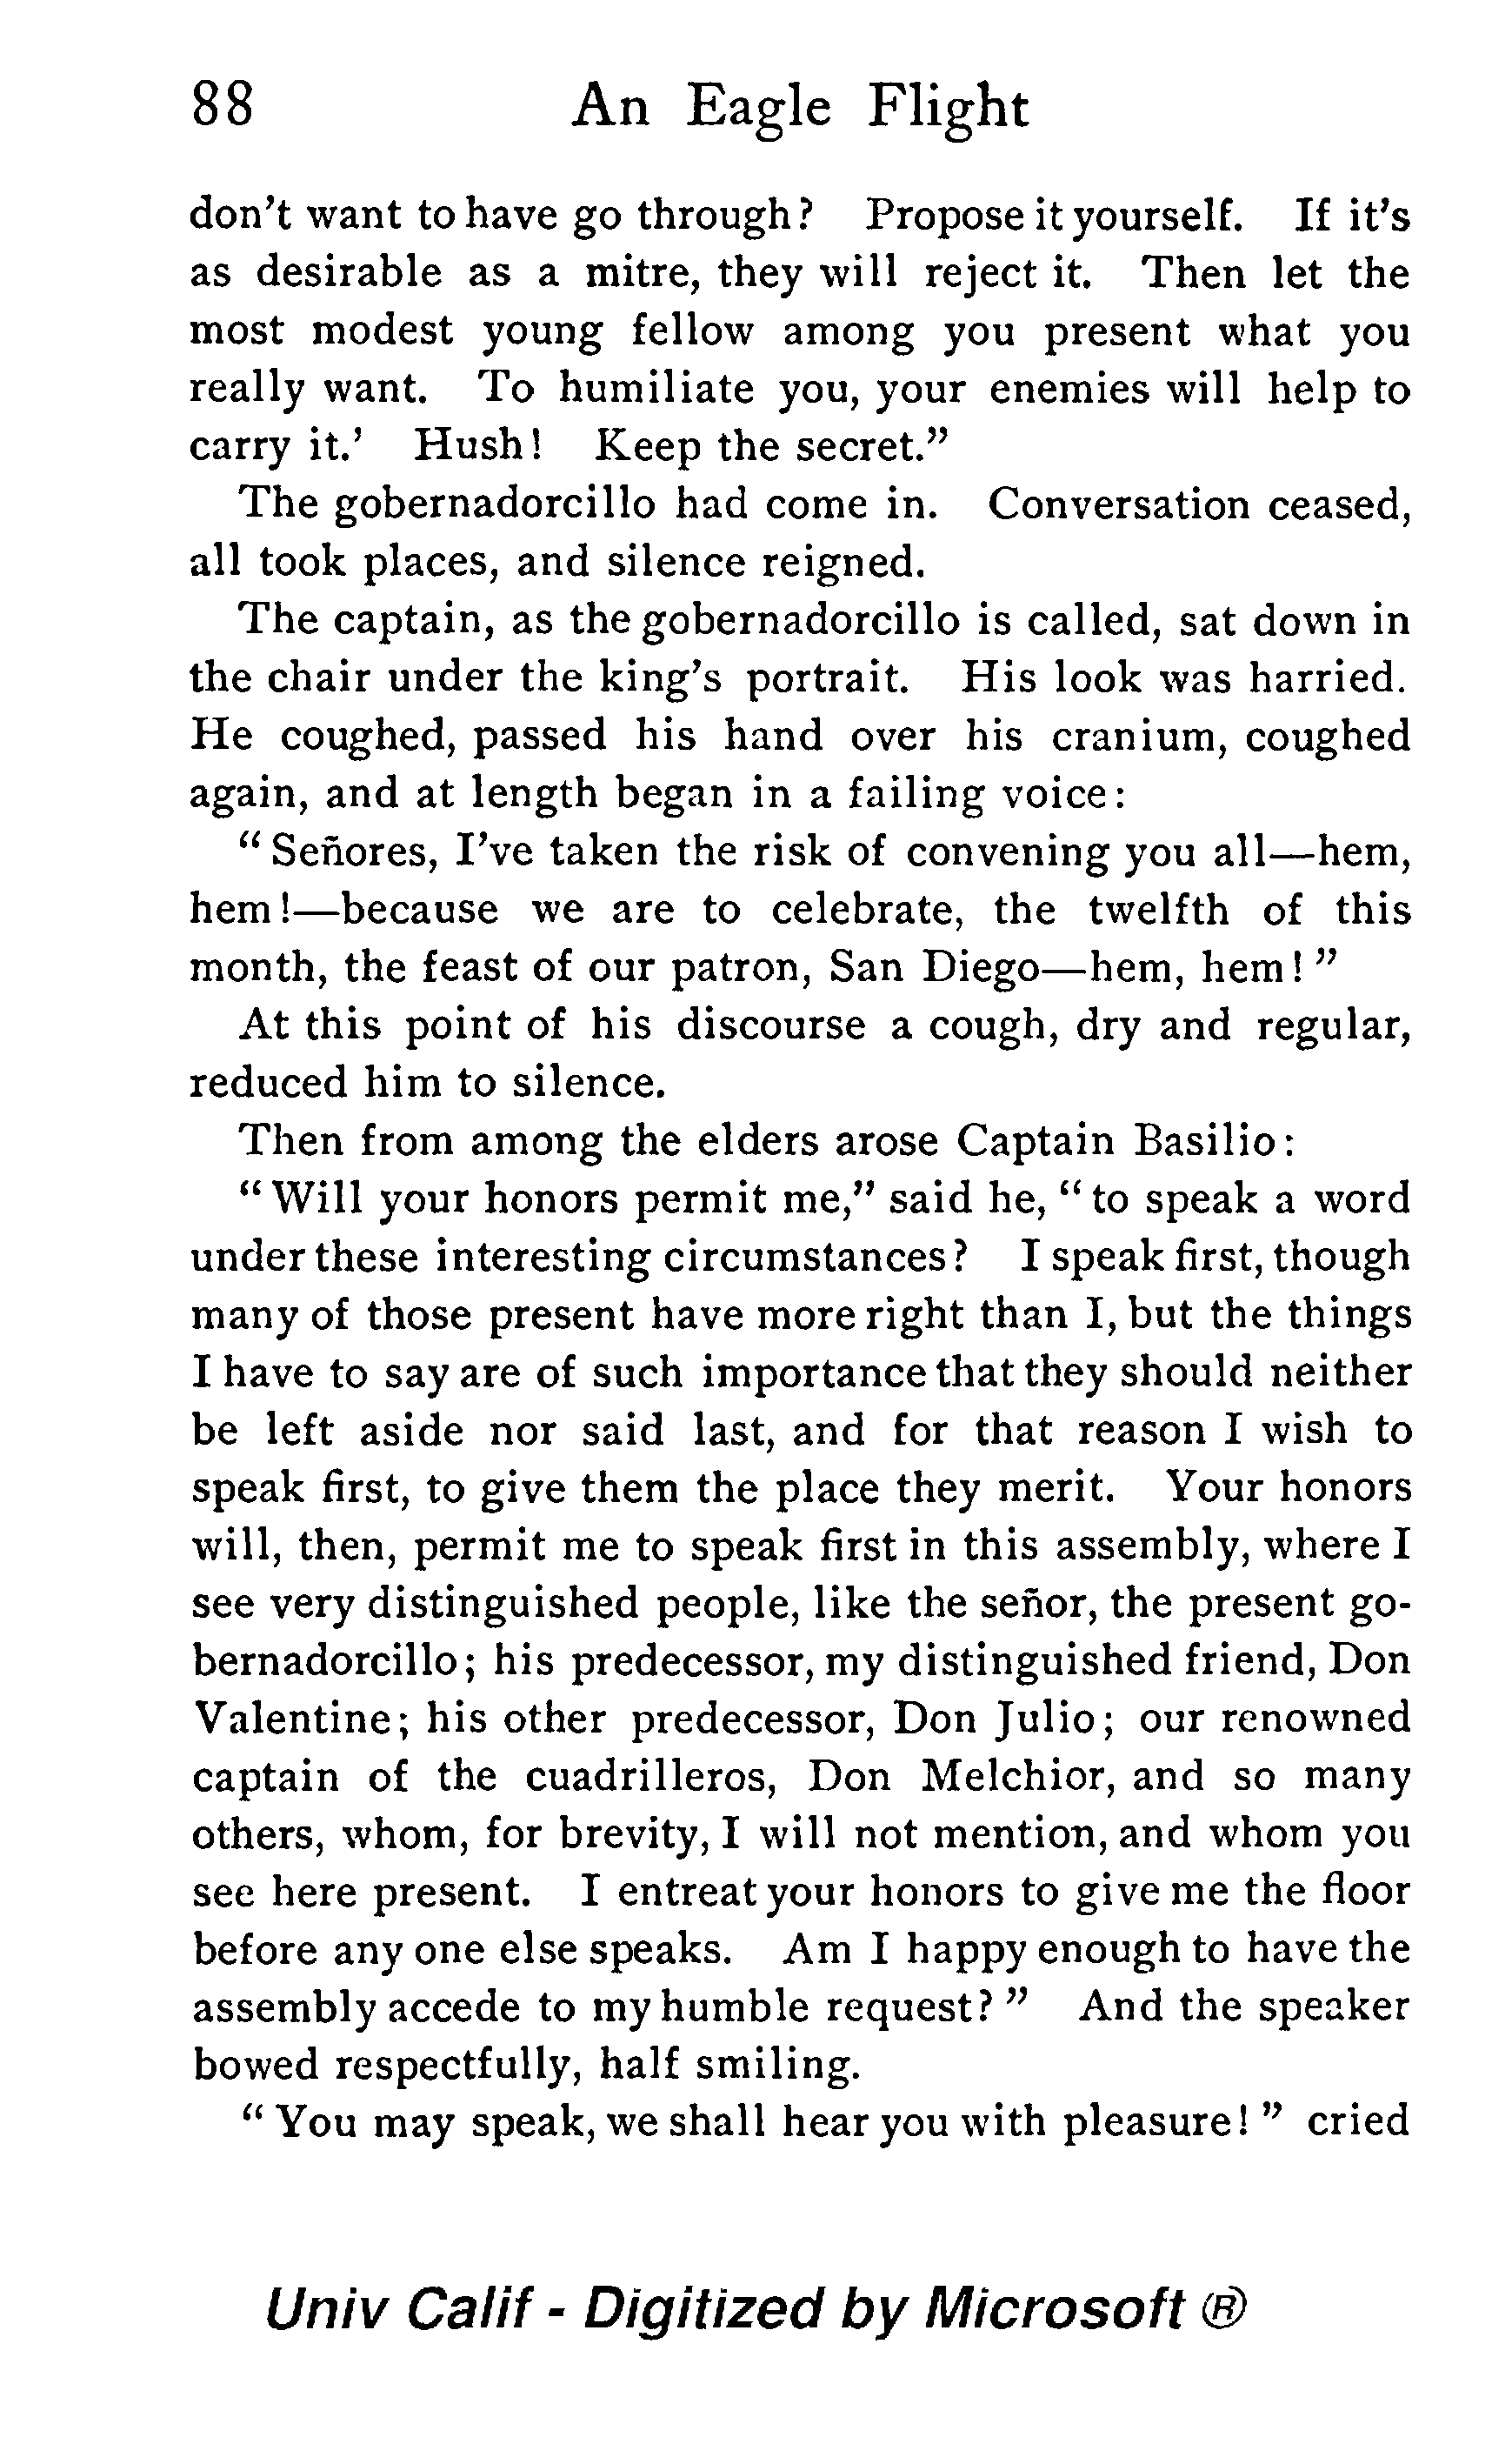 88 An Eagle Flight
don't want to have go through? Propose it yourself. If it's
as desirable as a mitre, they will reject it. Then let the
most modest young fellow among you present what you
really want. To humiliate you, your enemies will help to
carry it.' Hush! Keep the secret."
The gobernadorcillo had come in. Conversation ceased,
all took places, and silence reigned.
The captain, as the gobernadorcillo is called, sat down in
the chair under the king's portrait. His look was harried.
He coughed, passed his hand over his cranium, coughed
again, and at length began in a failing voice:
"Señores, I've taken the risk of convening you all—hem,
hem!—because we are to celebrate, the twelfth of this
month, the feast of our patron, San Diego—hem, hem!"
At this point of his discourse a cough, dry and regular,
reduced him to silence.
Then from among the elders arose Captain Basilio:
"Will your honors permit me," said he, "to speak a word
under these interesting circumstances? I speak first, though
many of those present have more right than I, but the things
I have to say are of such importance that they should neither
be left aside nor said last, and for that reason I wish to
speak first, to give them the place they merit. Your honors
will, then, permit me to speak first in this assembly, where I
see very distinguished people, like the señor, the present go-
bernadorcillo; his predecessor, my distinguished friend, Don
Valentine; his other predecessor, Don Julio; our renowned
captain of the cuadrilleros, Don Melchior, and so many
others, whom, for brevity, I will not mention, and whom you
see here present. I entreat your honors to give me the floor
before any one else speaks. Am I happy enough to have the
assembly accede to my humble request?" And the speaker
bowed respectfully, half smiling.
"You may speak, we shall hear you with pleasure!" cried
Univ Calif - Digitized by Microsoft ®